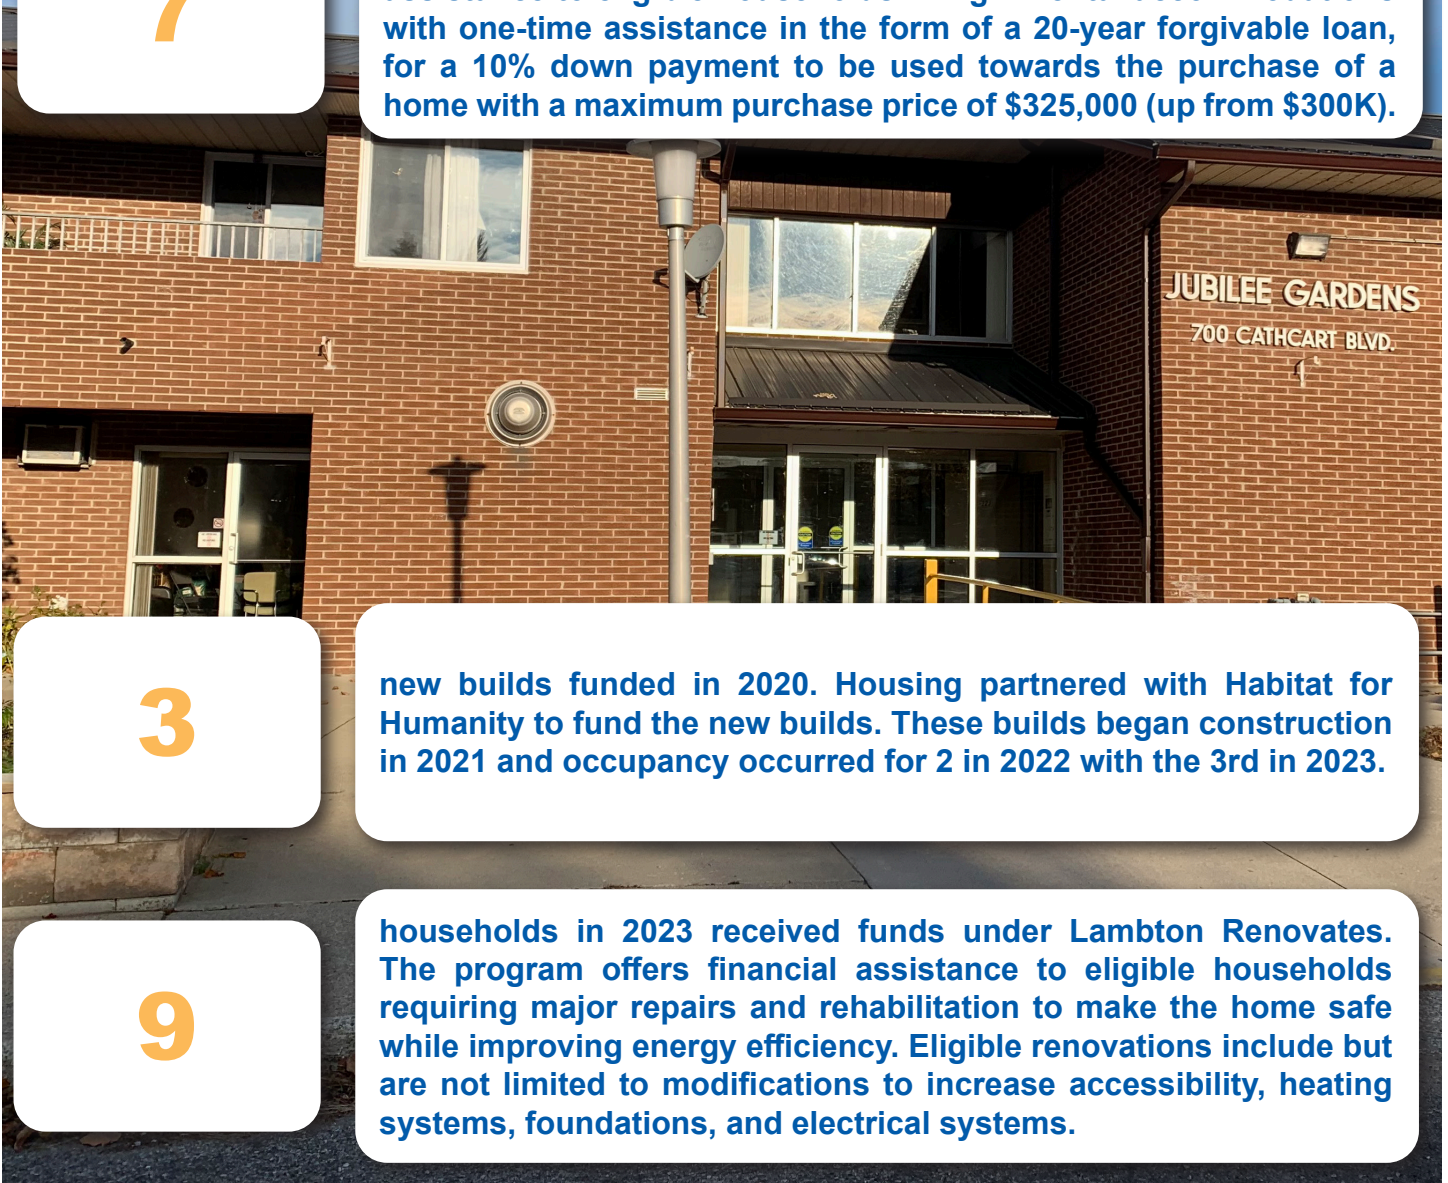 7
with one-time assistance in the form of a 20-year forgivable loan,
for a 10% down payment to be used towards the purchase of a
home with a maximum purchase price of $325,000 (up from $300K).
JUBILEE GARDENS
700 CATHCART BLVD.
3
new builds funded in 2020. Housing partnered with Habitat for
Humanity to fund the new builds. These builds began construction
in 2021 and occupancy occurred for 2 in 2022 with the 3rd in 2023.
9
households in 2023 received funds under Lambton Renovates.
The program offers financial assistance to eligible households
requiring major repairs and rehabilitation to make the home safe
while improving energy efficiency. Eligible renovations include but
are not limited to modifications to increase accessibility, heating
systems, foundations, and electrical systems.